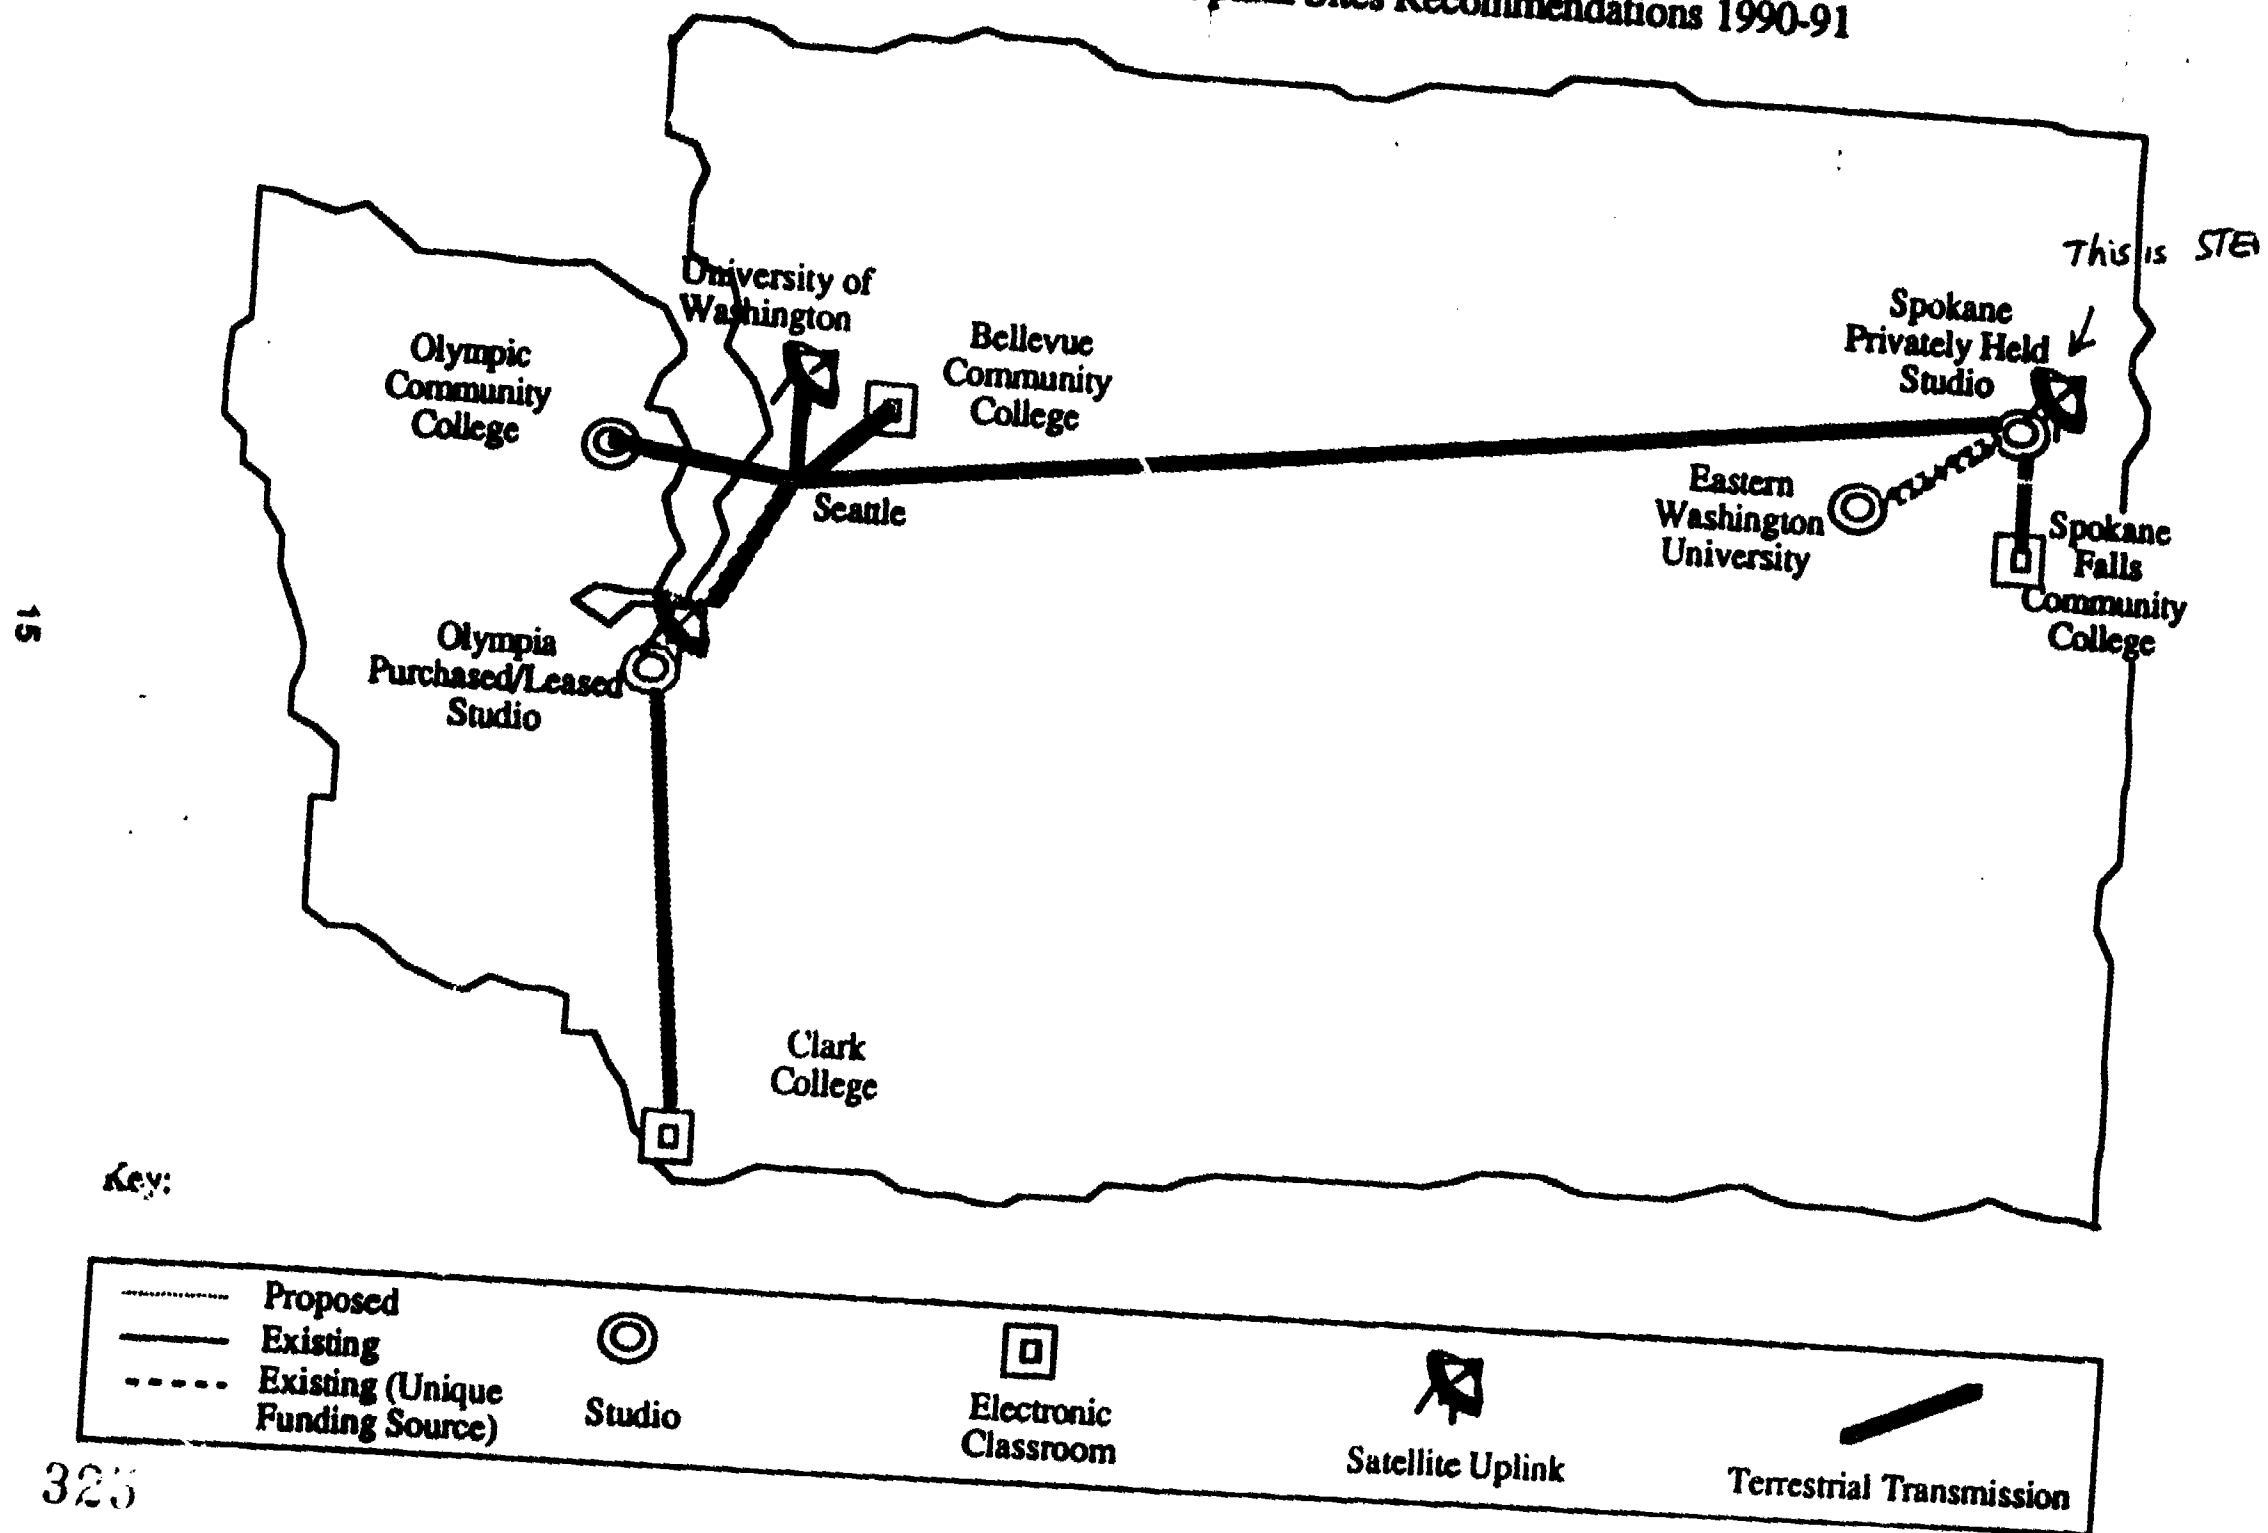 Sites Recommendations 1990-91
This is
University of
Washington
Olympic
Community
College
Bellevue
Community
College
Spokane
Privately Held
Studio
Seattle
Eastern
Washington
University
Spokane
Falls
Community
College
15
Olympia
Purchased/Leased
Studio
Clark
College
Key:
Proposed
Existing
Existing (Unique
Funding Source)
Studio
Electronic
Classroom
Satellite Uplink
Terrestrial Transmission